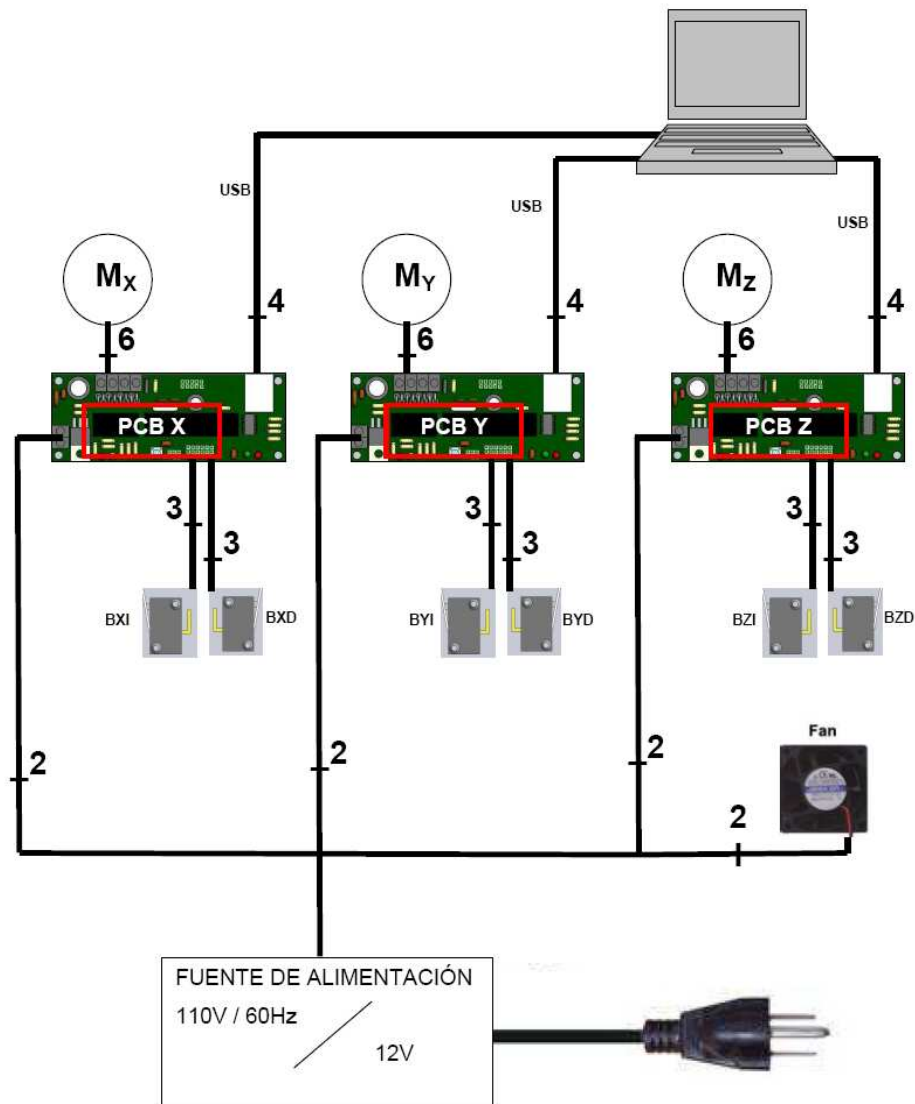 USB
USB
USB
MX
MY
MZ
4
4
4
6
6
6
PCB X
PCB Y
PCB Z
3
3
3
3
3
3
BXI
BXD
BYI
BYD
BZI
BZD
Fan
2
2
2
2
FUENTE DE ALIMENTACIÓN
110V / 60Hz
12V